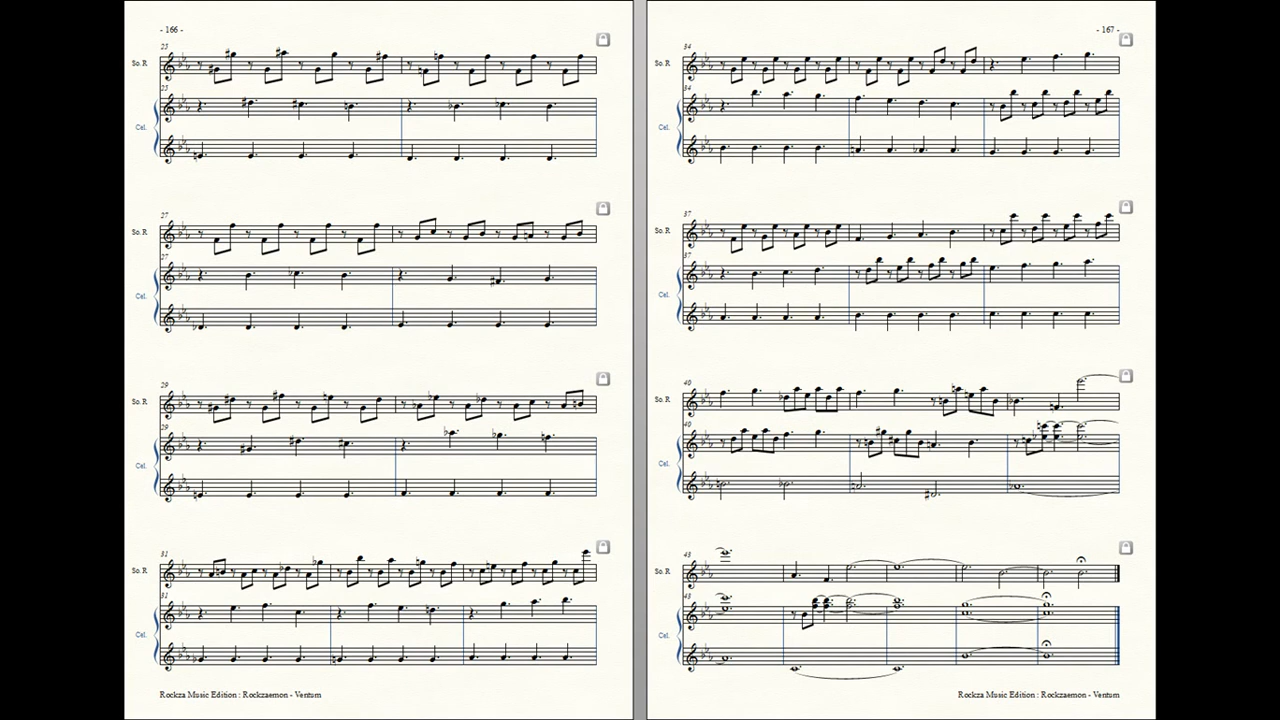 - 166 -
25
So. R
25
Cel.
27
So. R
27
Cel.
29
So. R
29
Cel.
31
So. R
31
Cel.
Rockza Music Edition : Rockzaemon - Ventum
- 167 -
34
So. R
34
Cel.
37
So. R
37
Cel.
40
So. R
40
Cel.
43
So. R
43
Cel.
Rockza Music Edition : Rockzaemon - Ventum